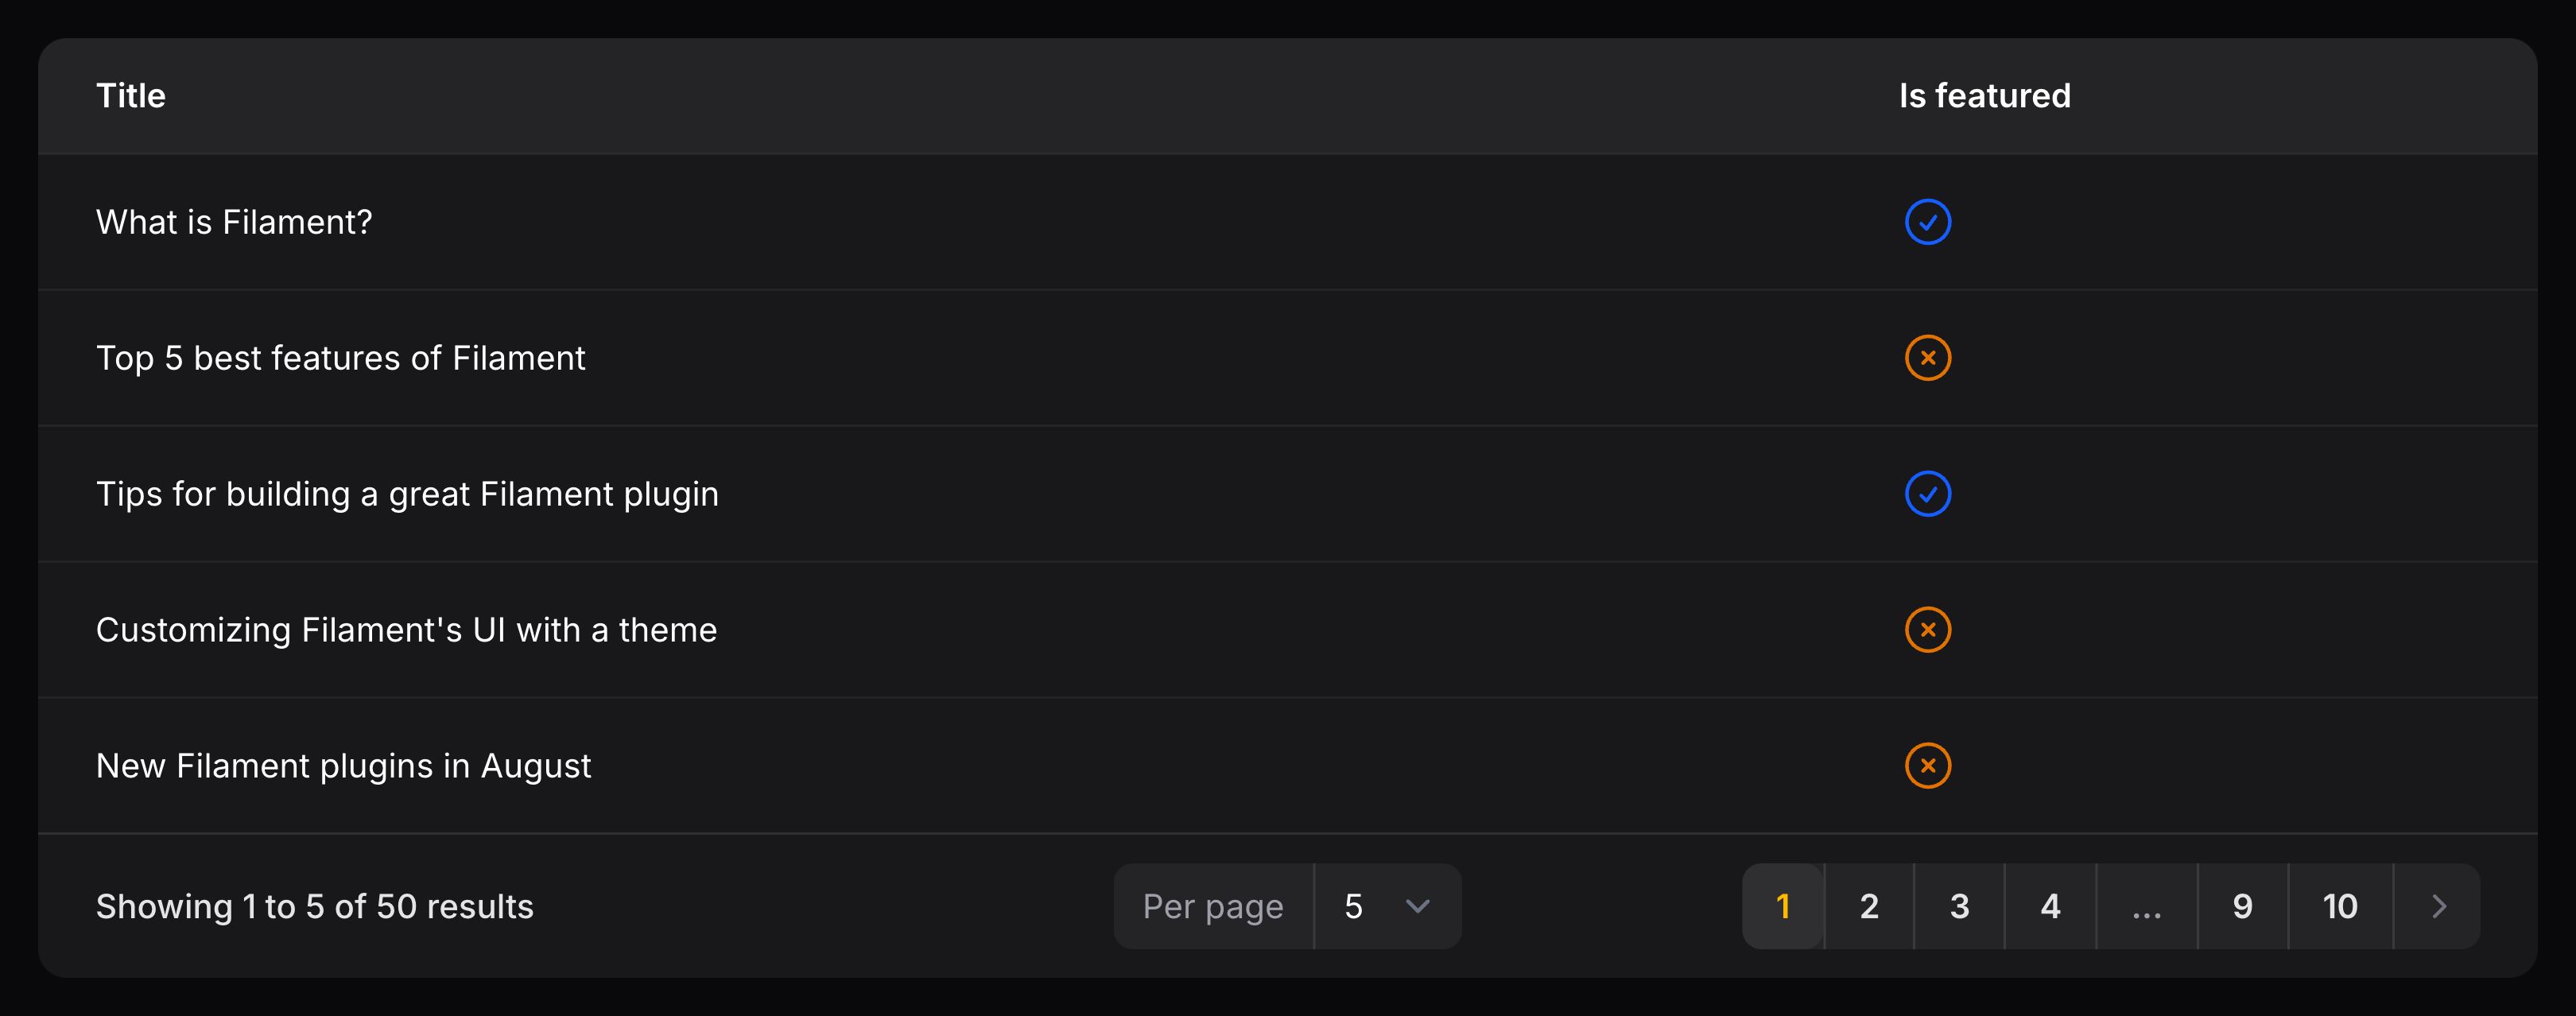 Title Is featured
What is Filament?
Top 5 best features of Filament
Tips for building a great Filament plugin
Customizing Filament's UI with a theme
New Filament plugins in August
Showing 1 to 5 of 50 results Per page 5 1 2 3 4 ... 9 10